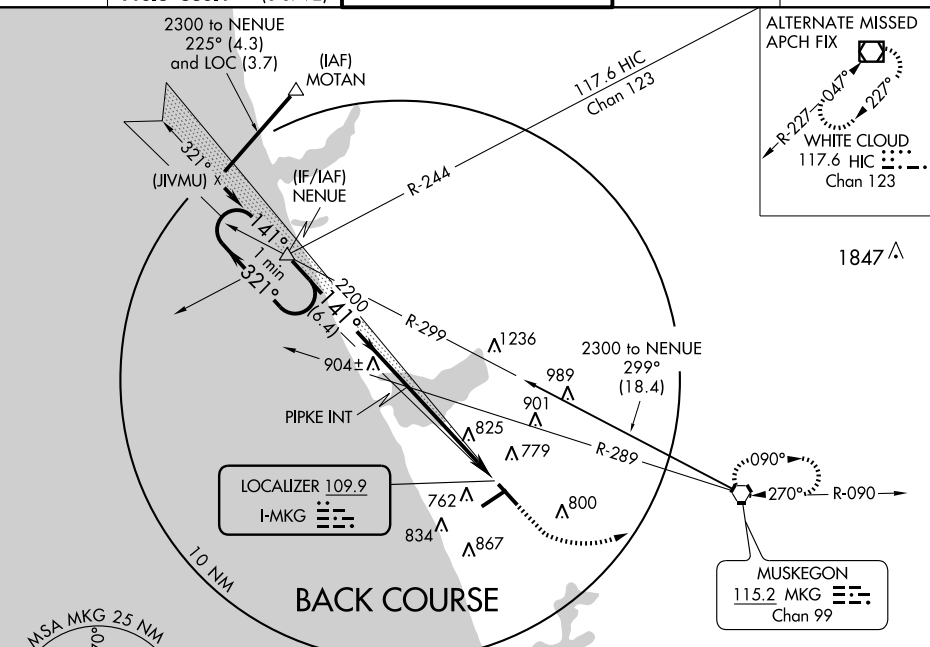 2300 to NENUE
225° (4.3)
and LOC (3.7)
(IAF)
MOTAN
117.6 HIC
Chan 123
ALTERNATE MISSED
APCH FIX
047°
227°
R-227
WHITE CLOUD
117.6 HIC
Chan 123
321°
(JIVMU) x
(IF/IAF)
NENUE
R-244
141°
1 min
321°
1847
2200
141°
(6.4)
R-299
1236
2300 to NENUE
299°
(18.4)
904±
989
901
PIPKE INT
825
779
R-289
LOCALIZER 109.9
I-MKG
762
800
834
867
090°
270°
R-090
10 NM
BACK COURSE
MUSKEGON
115.2 MKG
Chan 99
MSA MKG 25 NM